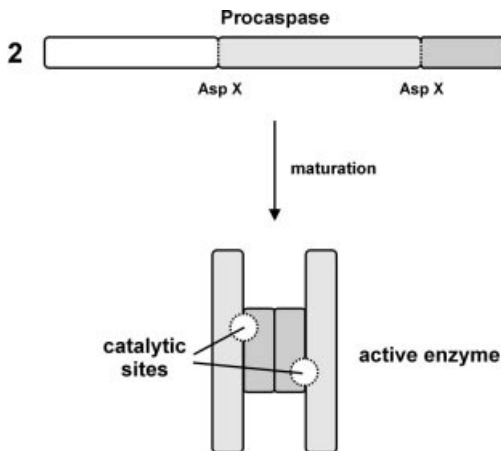 Procaspase
2
Asp X Asp X
maturation
catalytic
sites
active enzyme